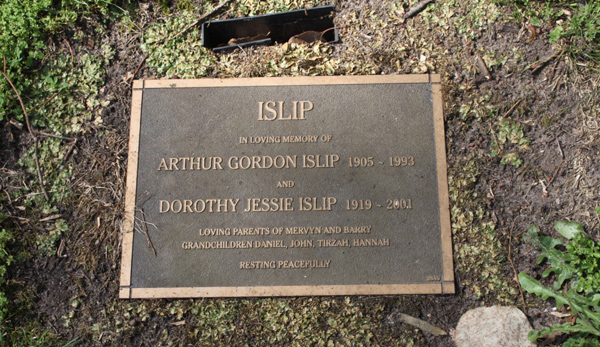 ISLIP
IN LOVING MEMORY OF
ARTHUR GORDON ISLIP 1905 - 1993
AND
DOROTHY JESSIE ISLIP 1919 - 2001
LOVING PARENTS OF MERVYN AND BARRY
GRANDCHILDREN DANIEL, JOHN, TIRZAH, HANNAH
RESTING PEACEFULLY